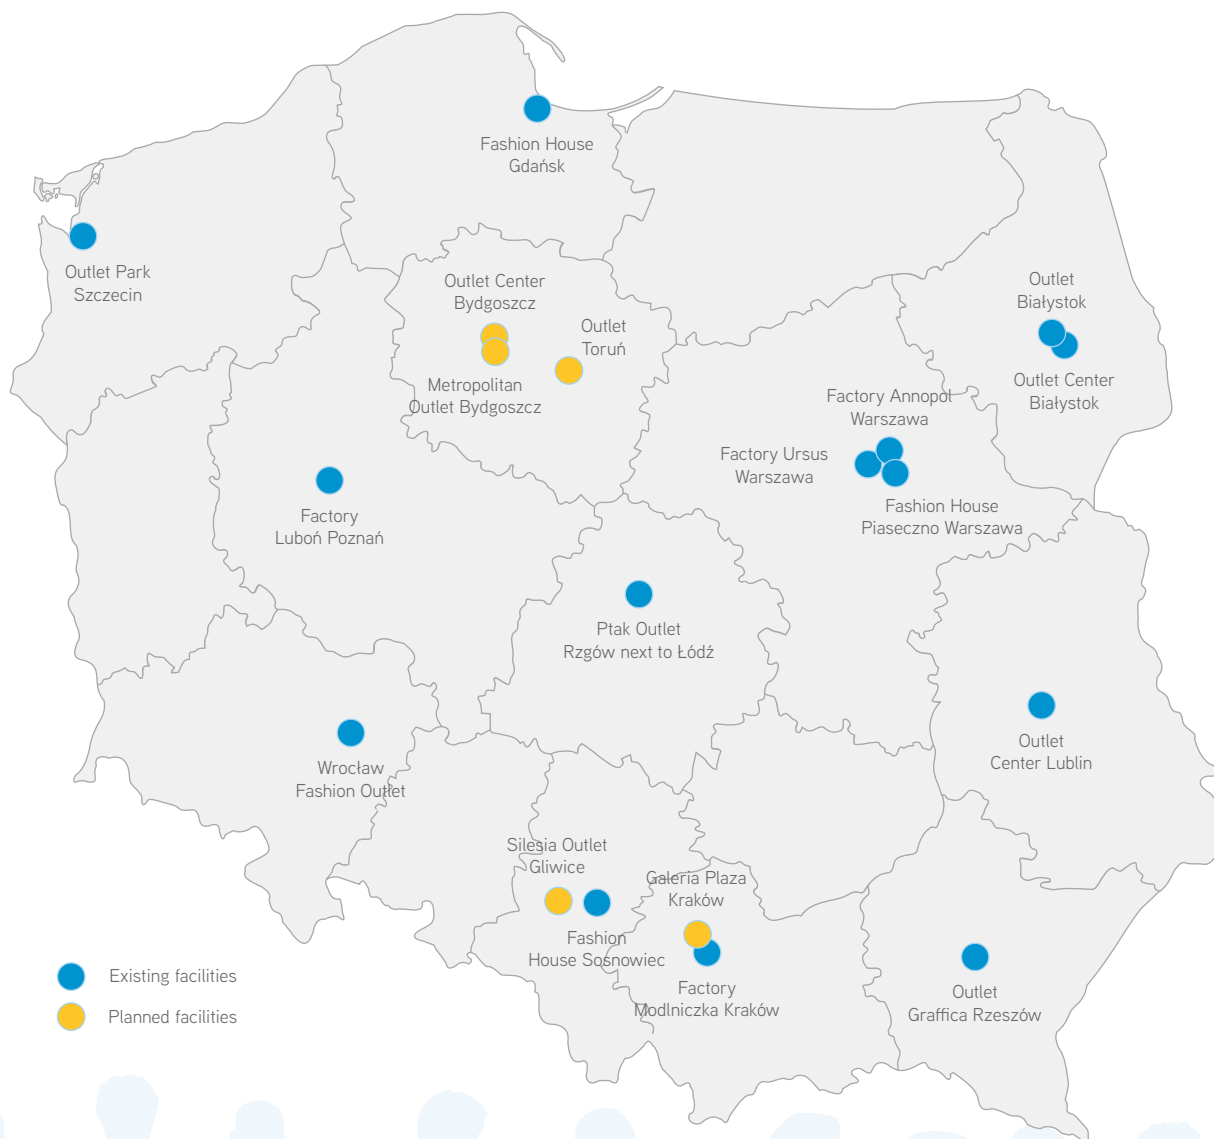 Fashion House
Gdańsk
Outlet Park
Szczecin
Outlet Center
Bydgoszcz
Outlet
Toruń
Metropolitan
Outlet Bydgoszcz
Outlet
Białystok
Outlet Center
Białystok
Factory Annopol
Warszawa
Factory Ursus
Warszawa
Fashion House
Piaseczno Warszawa
Factory
Luboń Poznań
Ptak Outlet
Rzgów next to Łódź
Outlet
Center Lublin
Wrocław
Fashion Outlet
Silesia Outlet
Gliwice
Galeria Plaza
Kraków
Fashion
House Sosnowiec
Factory
Modlniczka Kraków
Outlet
Graffica Rzeszów
Existing facilities
Planned facilities